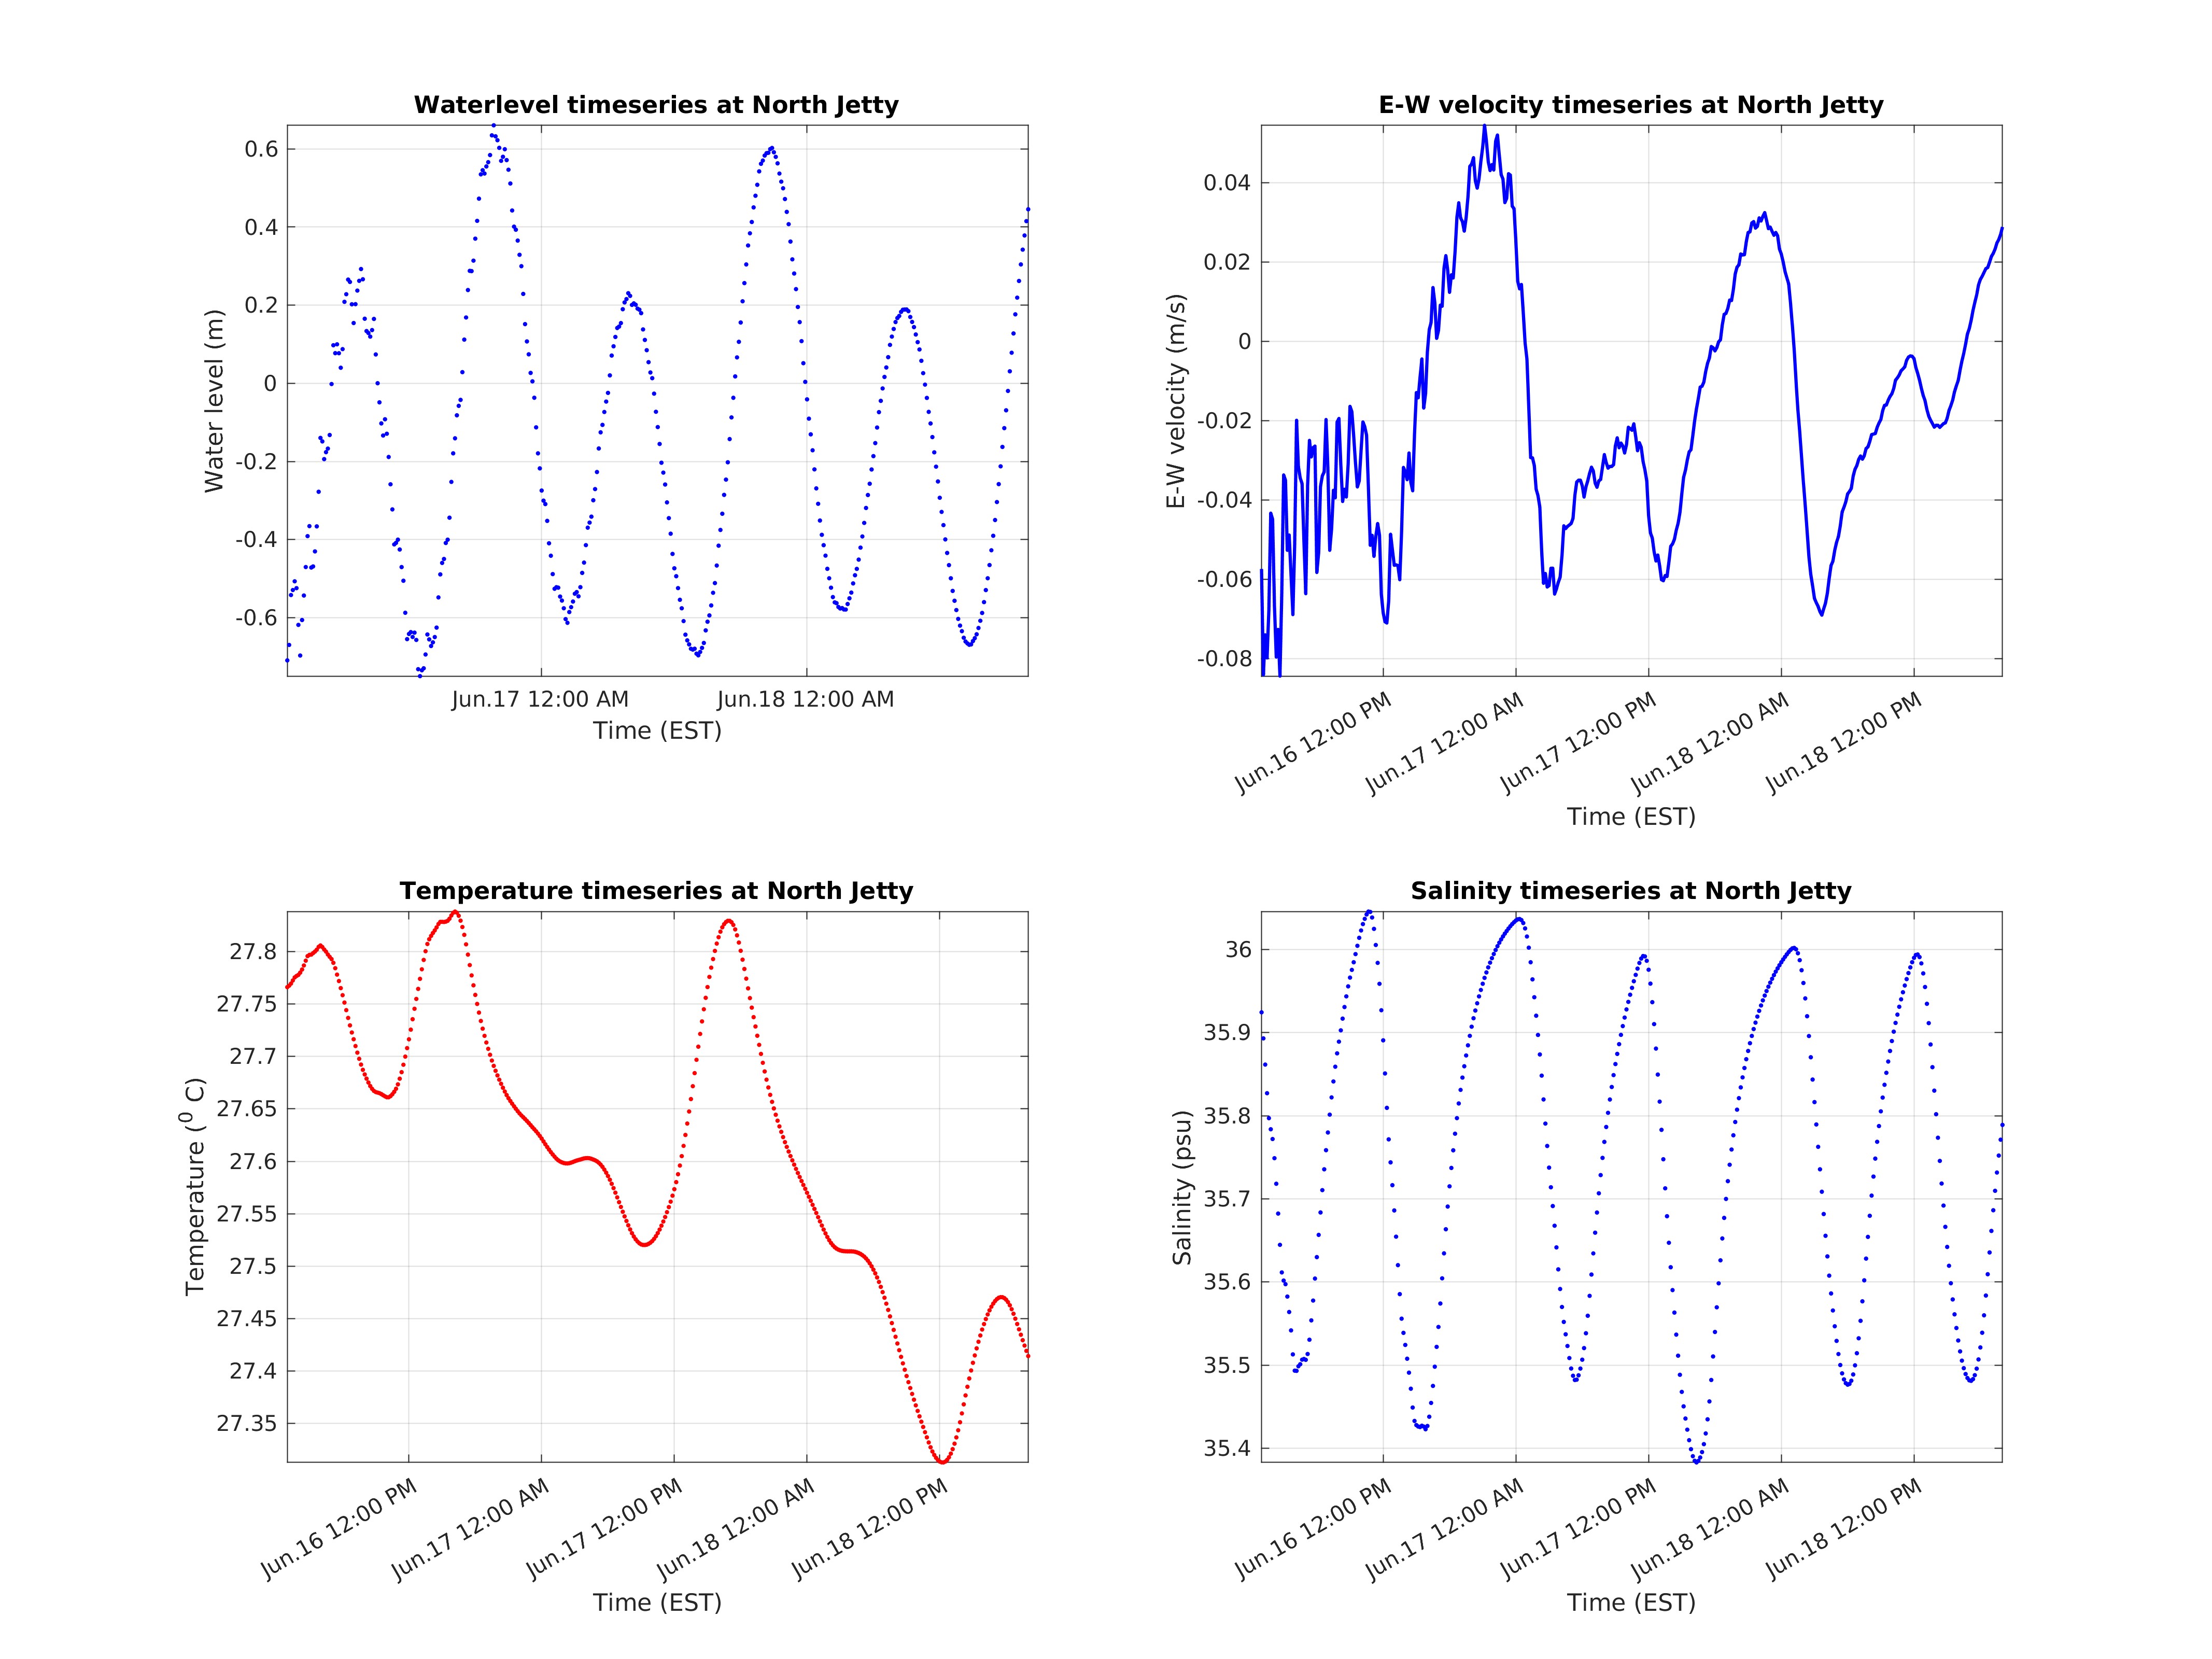 Waterlevel timeseries at North Jetty
0.6
0.4
0.2
0
-0.2
-0.4
-0.6
Water level (m)
Jun.17 12:00 AM
Jun.18 12:00 AM
Time (EST)
E-W velocity timeseries at North Jetty
0.04
0.02
0
-0.02
-0.04
-0.06
-0.08
E-W velocity (m/s)
Jun.16 12:00 PM
Jun.17 12:00 AM
Jun.17 12:00 PM
Jun.18 12:00 AM
Jun.18 12:00 PM
Time (EST)
Temperature timeseries at North Jetty
27.8
27.75
27.7
27.65
27.6
27.55
27.5
27.45
27.4
27.35
Temperature (⁰ C)
Jun.16 12:00 PM
Jun.17 12:00 AM
Jun.17 12:00 PM
Jun.18 12:00 AM
Jun.18 12:00 PM
Time (EST)
Salinity timeseries at North Jetty
36
35.9
35.8
35.7
35.6
35.5
35.4
Salinity (psu)
Jun.16 12:00 PM
Jun.17 12:00 AM
Jun.17 12:00 PM
Jun.18 12:00 AM
Jun.18 12:00 PM
Time (EST)